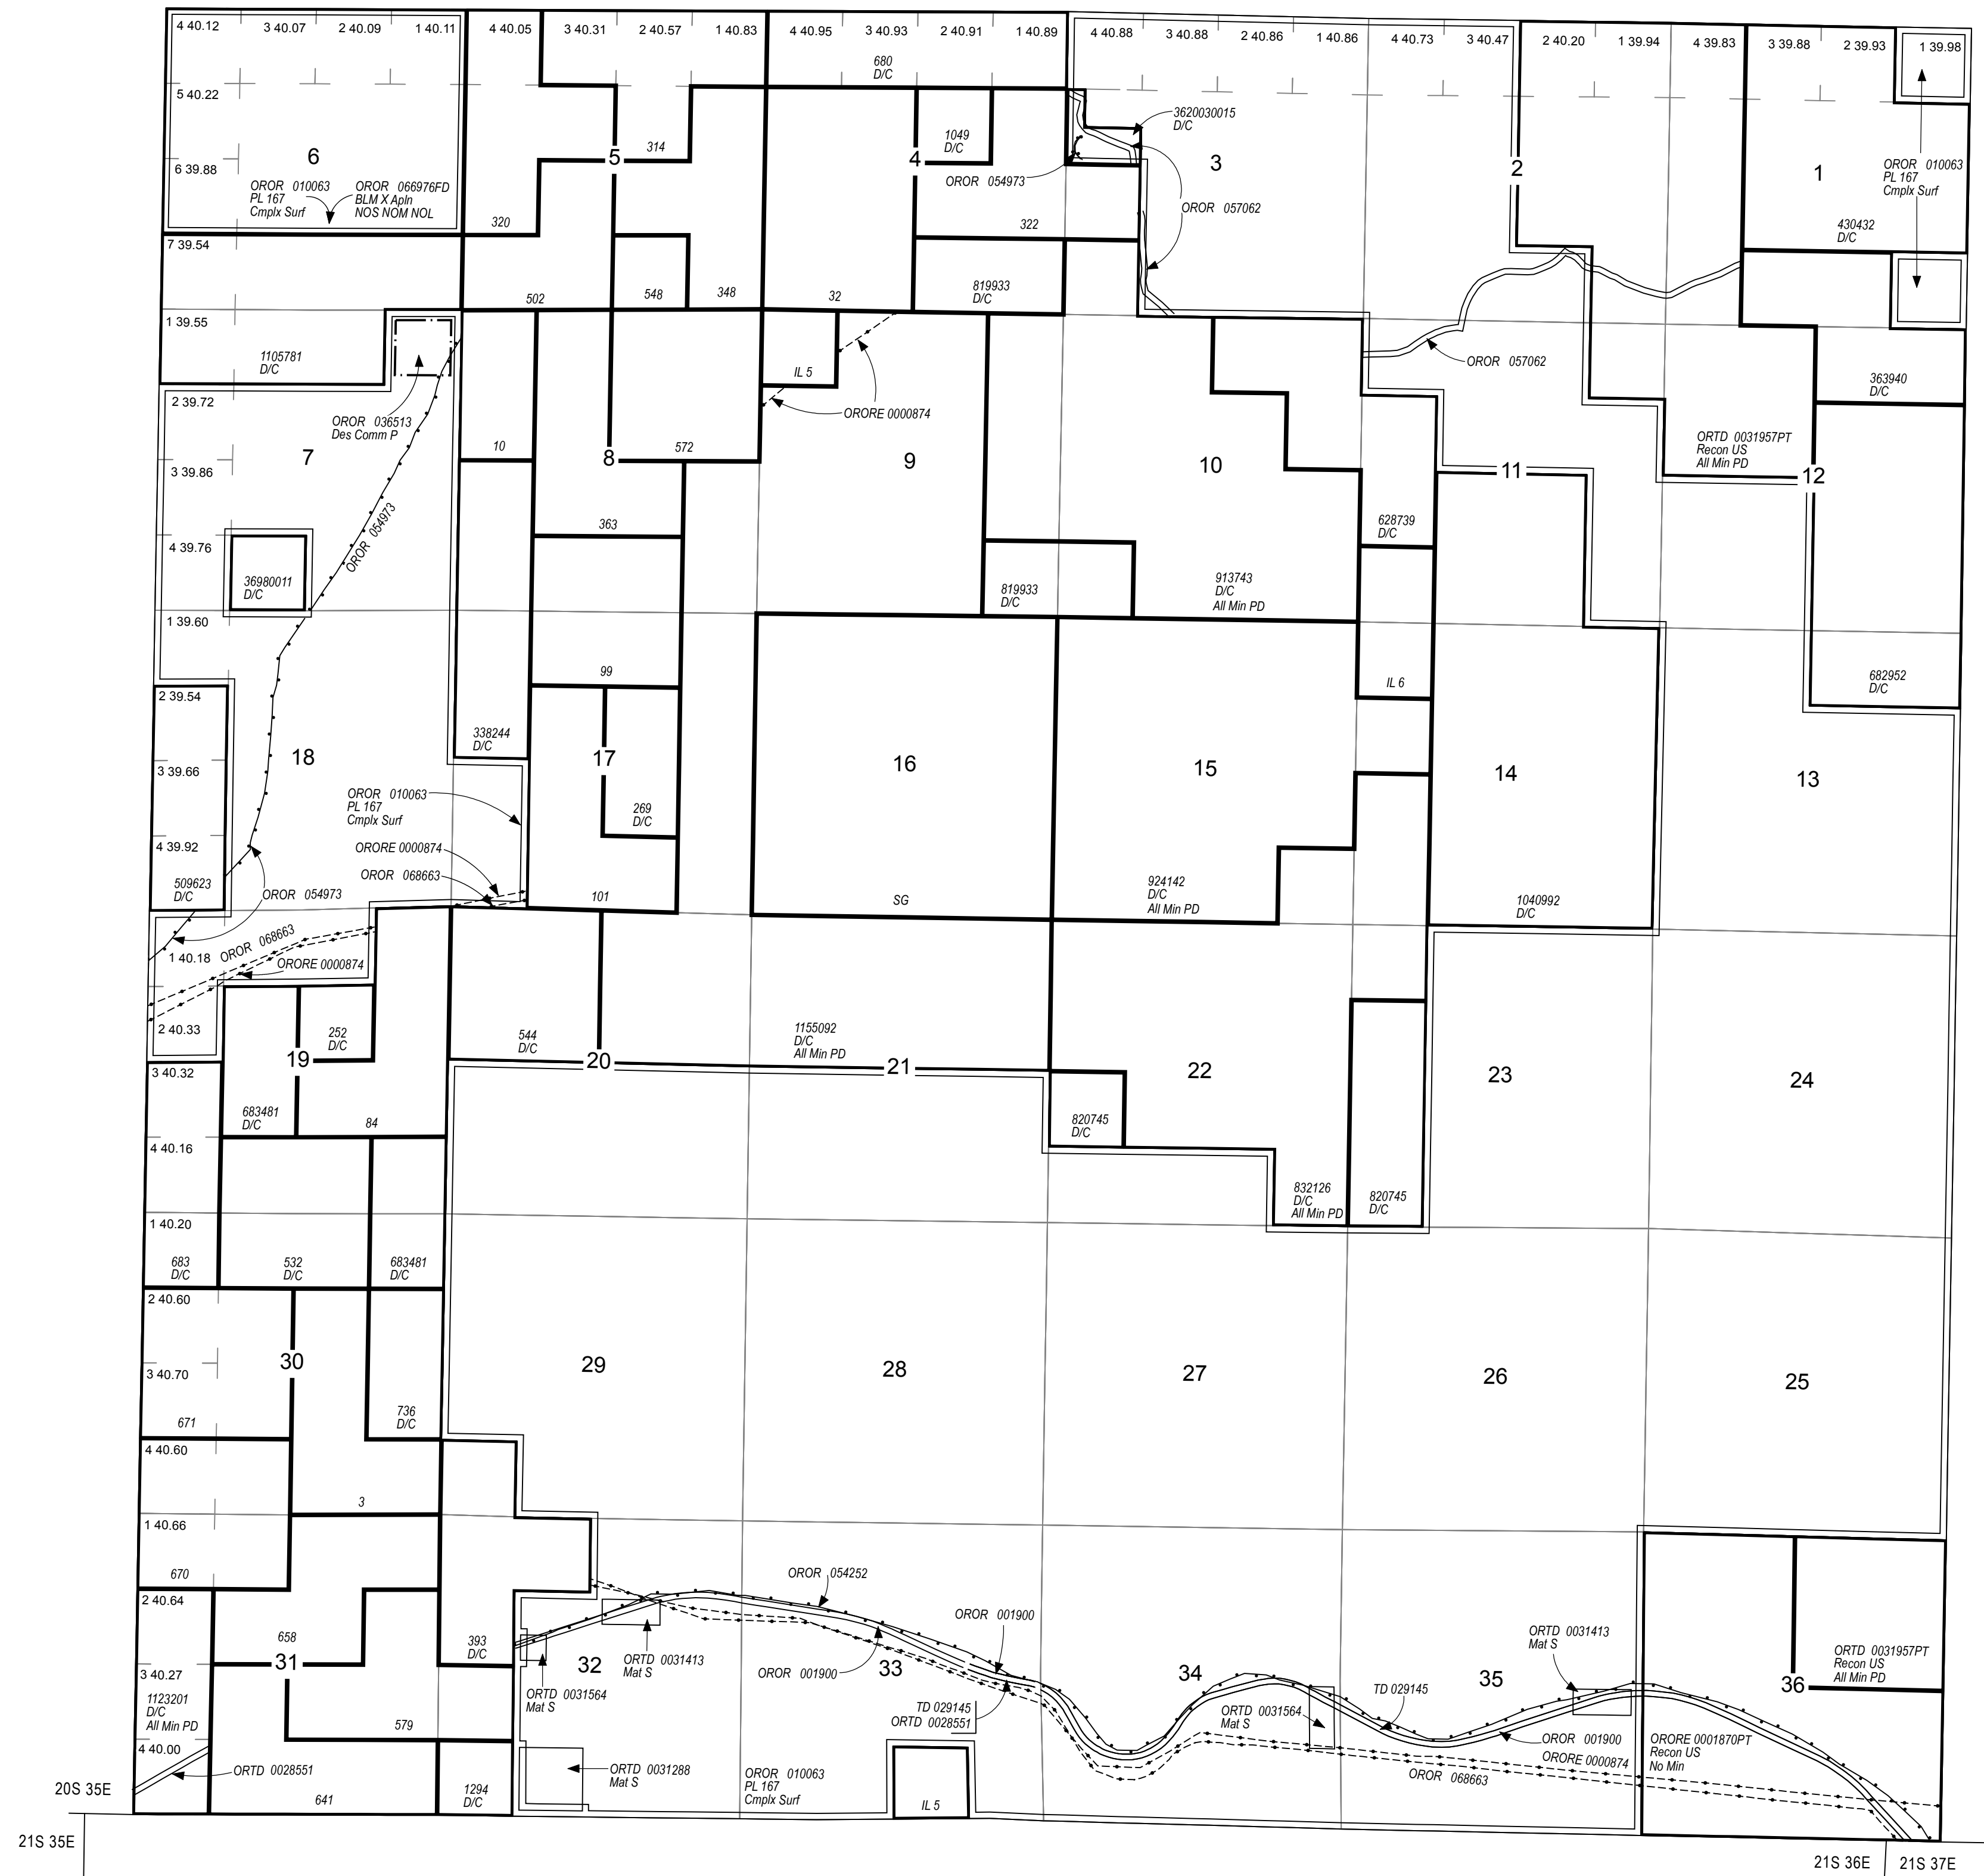 4 40.12
3 40.07
2 40.09
1 40.11
4 40.05
3 40.31
2 40.57
1 40.83
4 40.95
3 40.93
2 40.91
1 40.89
4 40.88
3 40.88
2 40.86
1 40.86
4 40.73
3 40.47
2 40.20
1 39.94
4 39.83
3 39.88
2 39.93
1 39.98
680
D/C
5 40.22
6 39.88
6
OROR 010063
PL 167
Cmplx Surf
OROR 066976FD
BLM X Apln
NOS NOM NOL
5
314
320
4
1049
D/C
OROR 054973
322
3620030015
D/C
3
OROR 057062
2
1
OROR 010063
PL 167
Cmplx Surf
430432
D/C
7 39.54
502
548
348
32
819933
D/C
1 39.55
1105781
D/C
2 39.72
OROR 036513
Des Comm P
7
3 39.86
OROR 054973
4 39.76
36980011
D/C
10
8
572
363
IL 5
ORORE 0000874
9
10
OROR 057062
363940
D/C
ORTD 0031957PT
Recon US
All Min PD
11
12
628739
D/C
819933
D/C
913743
D/C
All Min PD
1 39.60
99
IL 6
682952
D/C
2 39.54
338244
D/C
18
17
16
15
14
13
3 39.66
OROR 010063
PL 167
Cmplx Surf
269
D/C
4 39.92
ORORE 0000874
OROR 068663
509623
D/C
OROR 054973
101
SG
924142
D/C
All Min PD
1040992
D/C
1 40.18
OROR 068663
ORORE 0000874
2 40.33
252
D/C
544
D/C
1155092
D/C
All Min PD
19
20
21
22
23
24
3 40.32
683481
D/C
84
820745
D/C
4 40.16
832126
D/C
All Min PD
820745
D/C
1 40.20
683
D/C
532
D/C
683481
D/C
2 40.60
30
29
28
27
26
25
3 40.70
671
736
D/C
4 40.60
3
1 40.66
670
2 40.64
OROR 054252
OROR 001900
658
393
D/C
31
32
ORTD 0031413
Mat S
OROR 001900
33
34
35
ORTD 0031413
Mat S
36
ORTD 0031957PT
Recon US
All Min PD
3 40.27
1123201
D/C
All Min PD
ORTD 0031564
Mat S
TD 029145
ORTD 0028551
ORTD 0031564
Mat S
TD 029145
579
4 40.00
OROR 001900
ORORE 0000874
OROR 068663
ORORE 0001870PT
Recon US
No Min
ORTD 0028551
641
1294
D/C
ORTD 0031288
Mat S
OROR 010063
PL 167
Cmplx Surf
IL 5
20S 35E
21S 35E
21S 36E
21S 37E